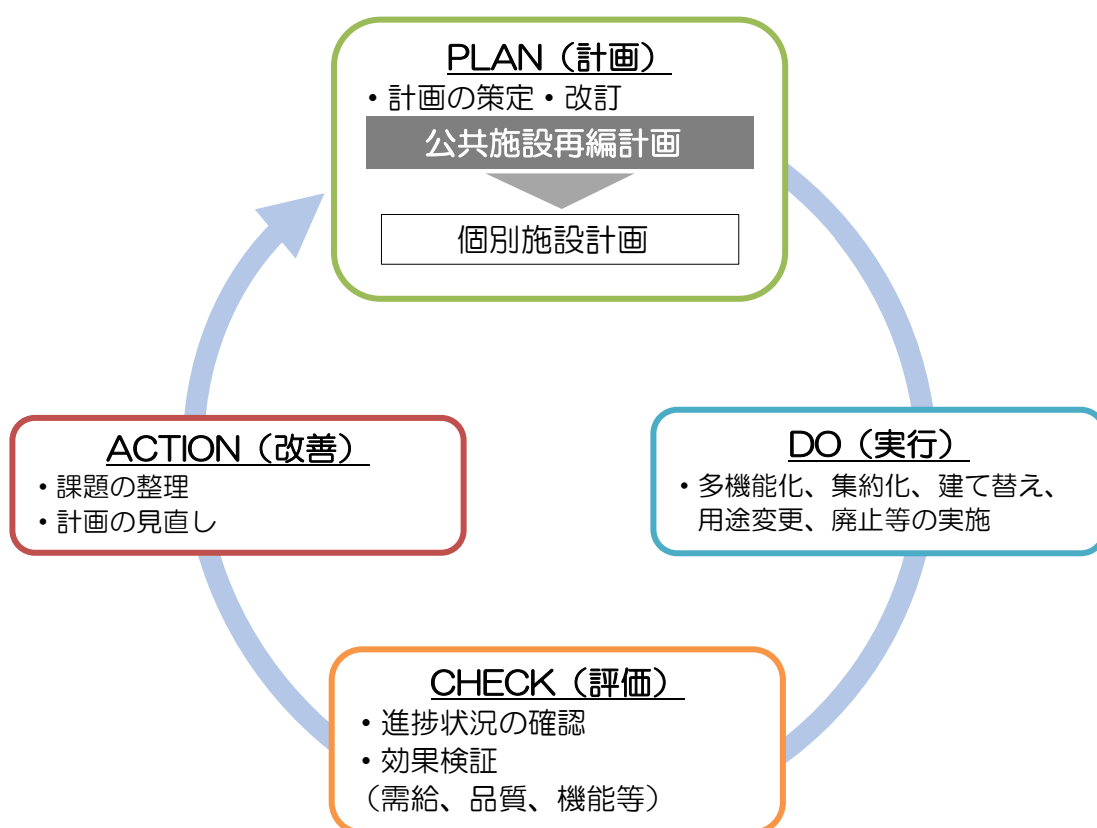 PLAN（計画）
・計画の策定・改訂
公共施設再編計画
個別施設計画
DO（実行）
・多機能化、集約化、建て替え、
用途変更、廃止等の実施
CHECK（評価）
・進捗状況の確認
・効果検証
（需給、品質、機能等）
ACTION（改善）
・課題の整理
・計画の見直し